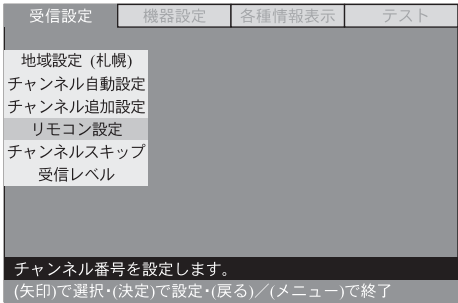 受信設定 機器設定 各種情報表示 テスト
地域設定 (札幌)
チャンネル自動設定
チャンネル追加設定
リモコン設定
チャンネルスキップ
受信レベル
チャンネル番号を設定します。
(矢印)で選択・(決定)で設定・(戻る)／(メニュー)で終了